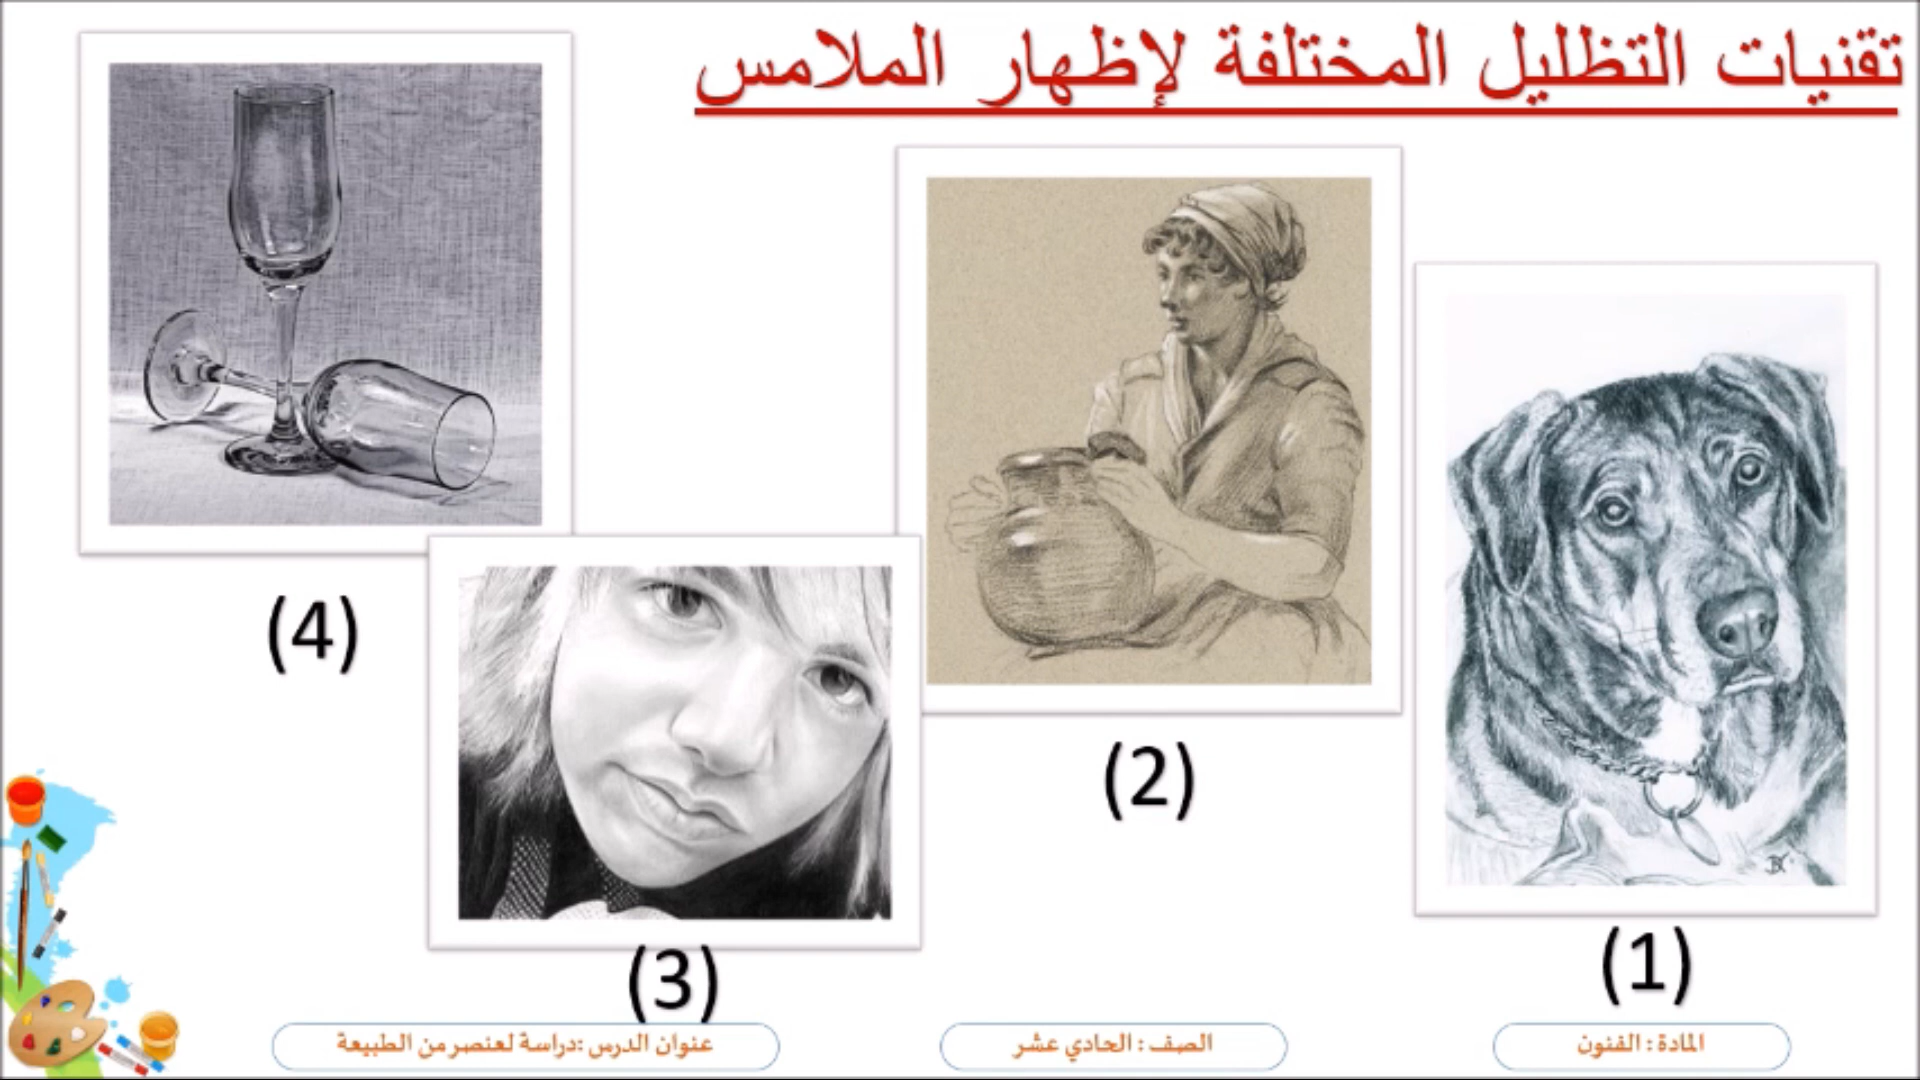 تقنيات التظليل المختلفة لإظهار الملامس
(1)
(2)
(3)
(4)
المادة : الفنون
الصف : الحادي عشر
عنوان الدرس :دراسة لعنصر من الطبيعة